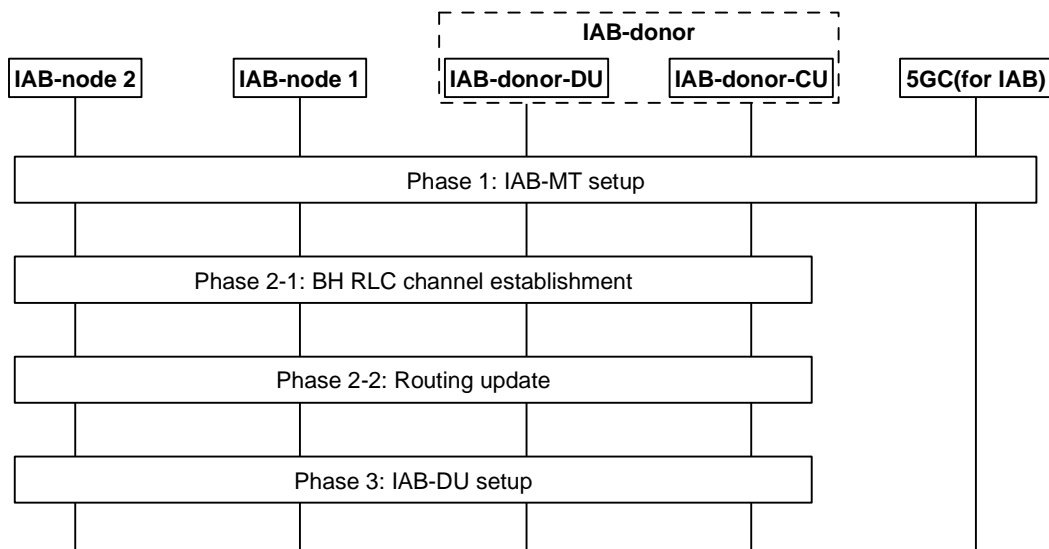 IAB-donor
IAB-node 2
IAB-node 1
IAB-donor-DU
IAB-donor-CU
5GC(for IAB)
Phase 1: IAB-MT setup
Phase 2-1: BH RLC channel establishment
Phase 2-2: Routing update
Phase 3: IAB-DU setup